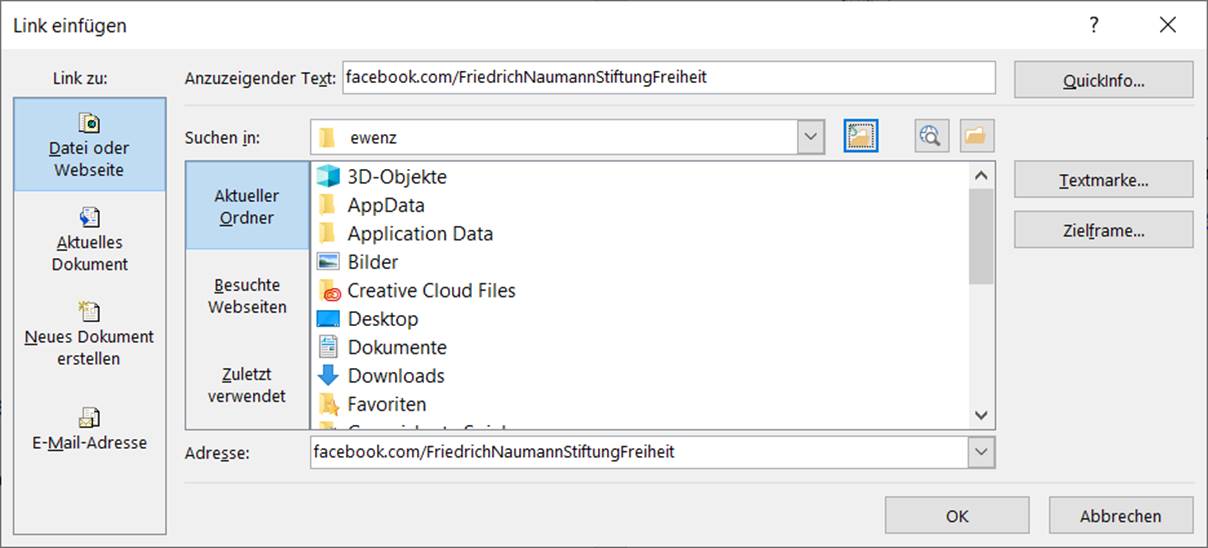 Link einfügen
?
Link zu:
Anzuzeigender Text:
facebook.com/FriedrichNaumannStiftungFreiheit
QuickInfo...
Datei oder
Webseite
Aktuelles
Dokument
Neues Dokument
erstellen
E-Mail-Adresse
Suchen in:
ewenz
Aktueller
Ordner
Besuchte
Webseiten
Zuletzt
verwendet
3D-Objekte
AppData
Application Data
Bilder
Creative Cloud Files
Desktop
Dokumente
Downloads
Favoriten
Textmarke...
Zielframe...
Adresse:
facebook.com/FriedrichNaumannStiftungFreiheit
OK
Abbrechen